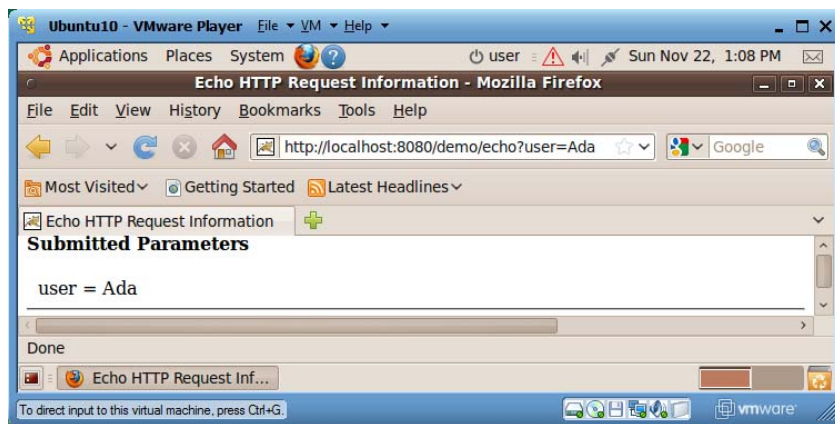 Ubuntu10 - VMware Player File VM Help
Applications Places System user Sun Nov 22, 1:08 PM
Echo HTTP Request Information - Mozilla Firefox
File Edit View History Bookmarks Tools Help
http://localhost:8080/demo/echo?user=Ada Google
Most Visited Getting Started Latest Headlines
Echo HTTP Request Information
Submitted Parameters
user = Ada
Done
Echo HTTP Request Inf...
To direct input to this virtual machine, press Ctrl+G. vmware